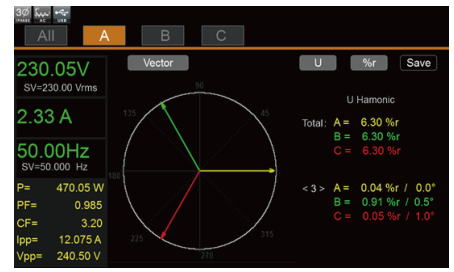 3Ø
AC
USB
All A B C
230.05V
SV=230.00 Vrms
2.33 A
50.00Hz
SV=50.000 Hz
P= 470.05 W
PF= 0.985
CF= 3.20
Ipp= 12.075 A
Vpp= 240.50 V
Vector
90
135
45
180
225
315
270
U %r Save
U Hamonic
Total: A = 6.30 %r
B = 6.30 %r
C = 6.30 %r
< 3 > A = 0.04 %r / 0.0°
B = 0.91 %r / 0.5°
C = 0.05 %r / 1.0°